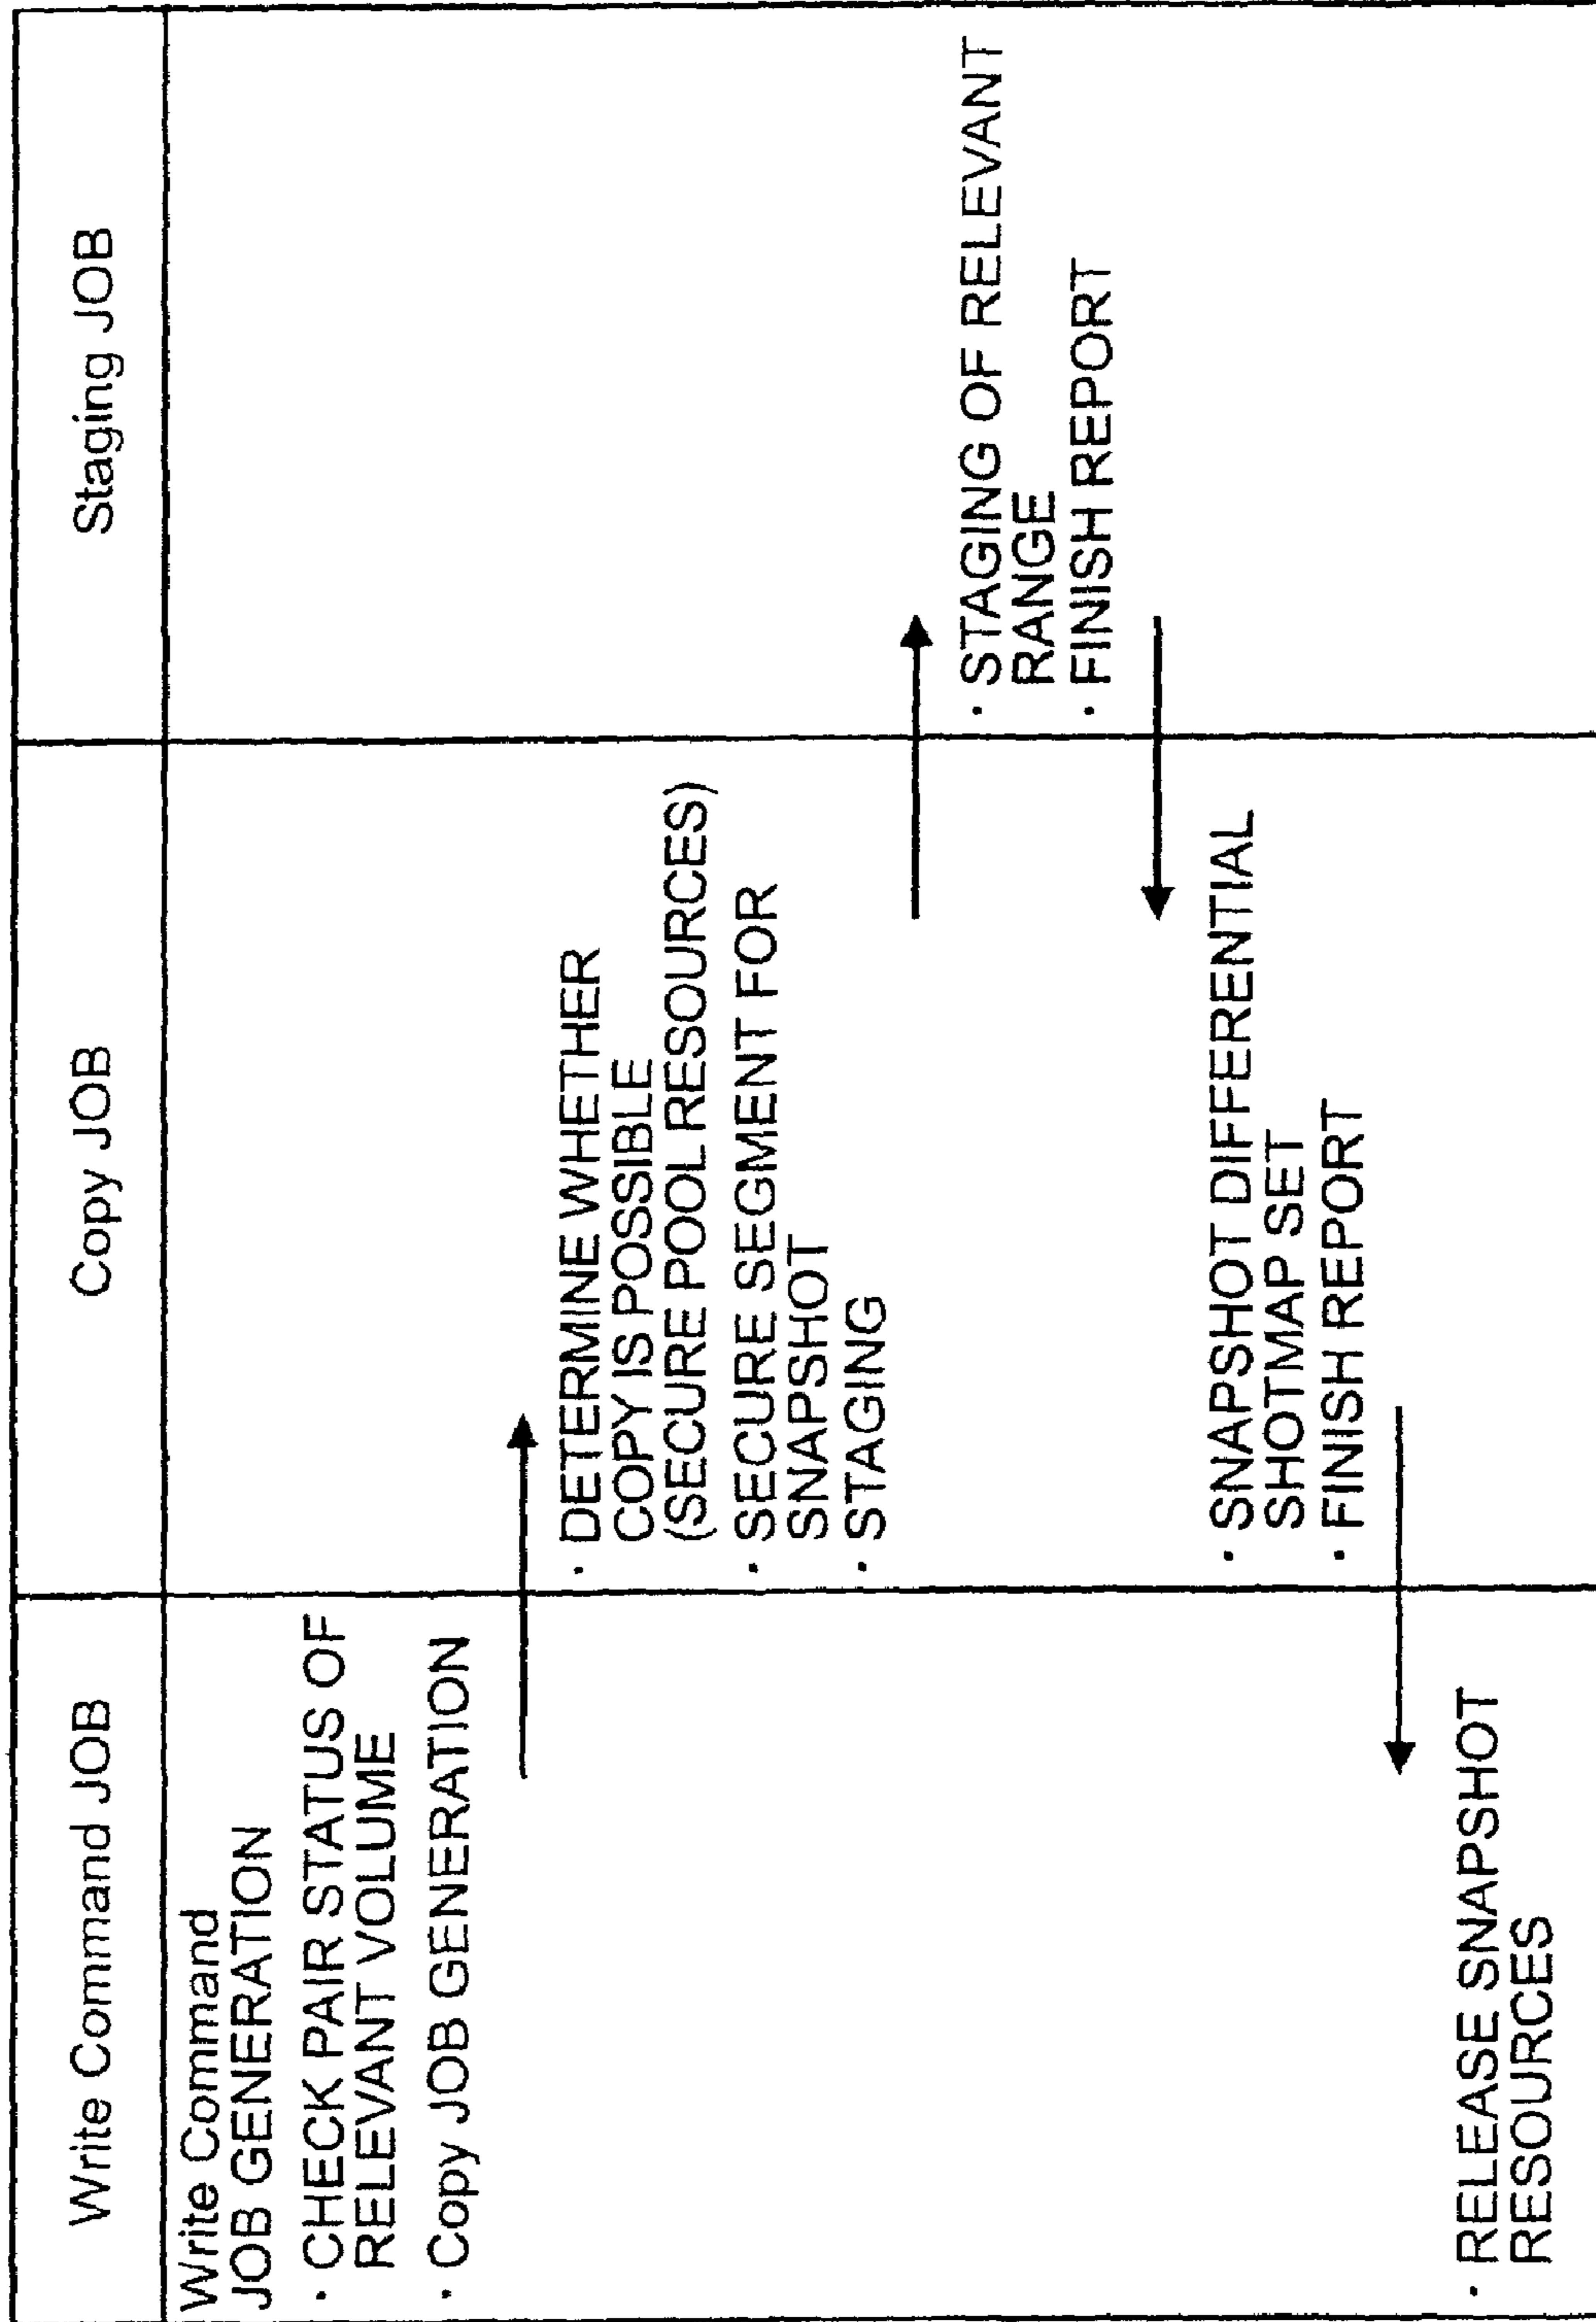 Write Command JOB
Copy JOB
Staging JOB
Write Command
JOB GENERATION
· CHECK PAIR STATUS OF
RELEVANT VOLUME
· Copy JOB GENERATION
· DETERMINE WHETHER
COPY IS POSSIBLE
(SECURE POOL RESOURCES)
· SECURE SEGMENT FOR
SNAPSHOT
· STAGING
· STAGING OF RELEVANT
RANGE
· FINISH REPORT
· SNAPSHOT DIFFERENTIAL
SHOTMAP SET
· FINISH REPORT
· RELEASE SNAPSHOT
RESOURCES